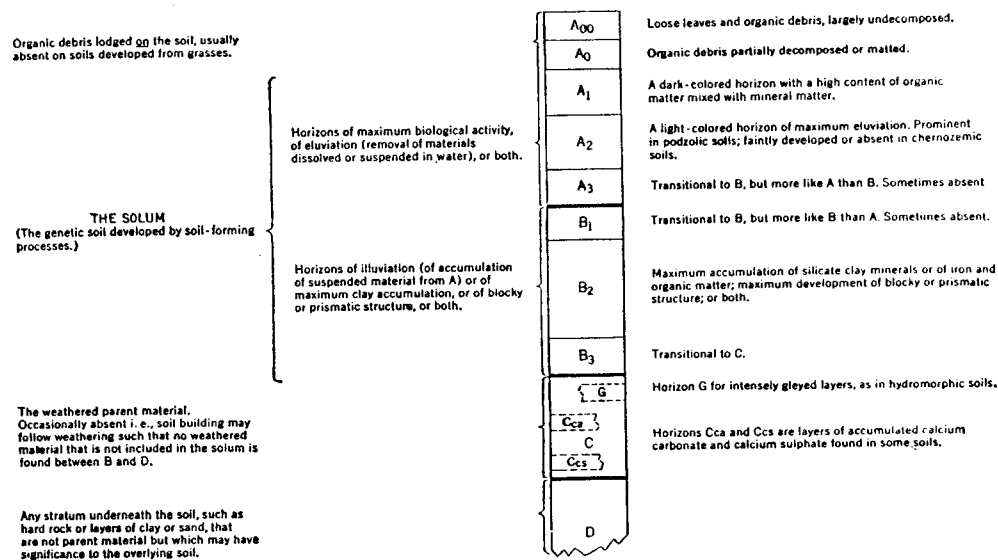 Organic debris lodged on the soil, usually
absent on soils developed from grasses.
THE SOLUM
(The genetic soil developed by soil-forming
processes.)
The weathered parent material.
Occasionally absent i. e., soil building may
follow weathering such that no weathered
material that is not included in the solum is
found between B and D.
Any stratum underneath the soil, such as
hard rock or layers of clay or sand, that
are not parent material but which may have
significance to the overlying soil.
Horizons of maximum biological activity,
of eluviation (removal of materials
dissolved or suspended in water), or both.
Horizons of illuviation (of accumulation
of suspended material from A) or of
maximum clay accumulation, or of blocky
or prismatic structure, or both.
A00
A0
A1
A2
A3
B1
B2
B3
G
Cca
C
Ccs
D
Loose leaves and organic debris, largely undecomposed.
Organic debris partially decomposed or matted.
A dark-colored horizon with a high content of organic
matter mixed with mineral matter.
A light-colored horizon of maximum eluviation. Prominent
in podzolic soils; faintly developed or absent in chernozemic
soils.
Transitional to B, but more like A than B. Sometimes absent
Transitional to B, but more like B than A. Sometimes absent.
Maximum accumulation of silicate clay minerals or of iron and
organic matter; maximum development of blocky or prismatic
structure; or both.
Transitional to C.
Horizon G for intensely gleyed layers, as in hydromorphic soils.
Horizons Cca and Ccs are layers of accumulated calcium
carbonate and calcium sulphate found in some soils.